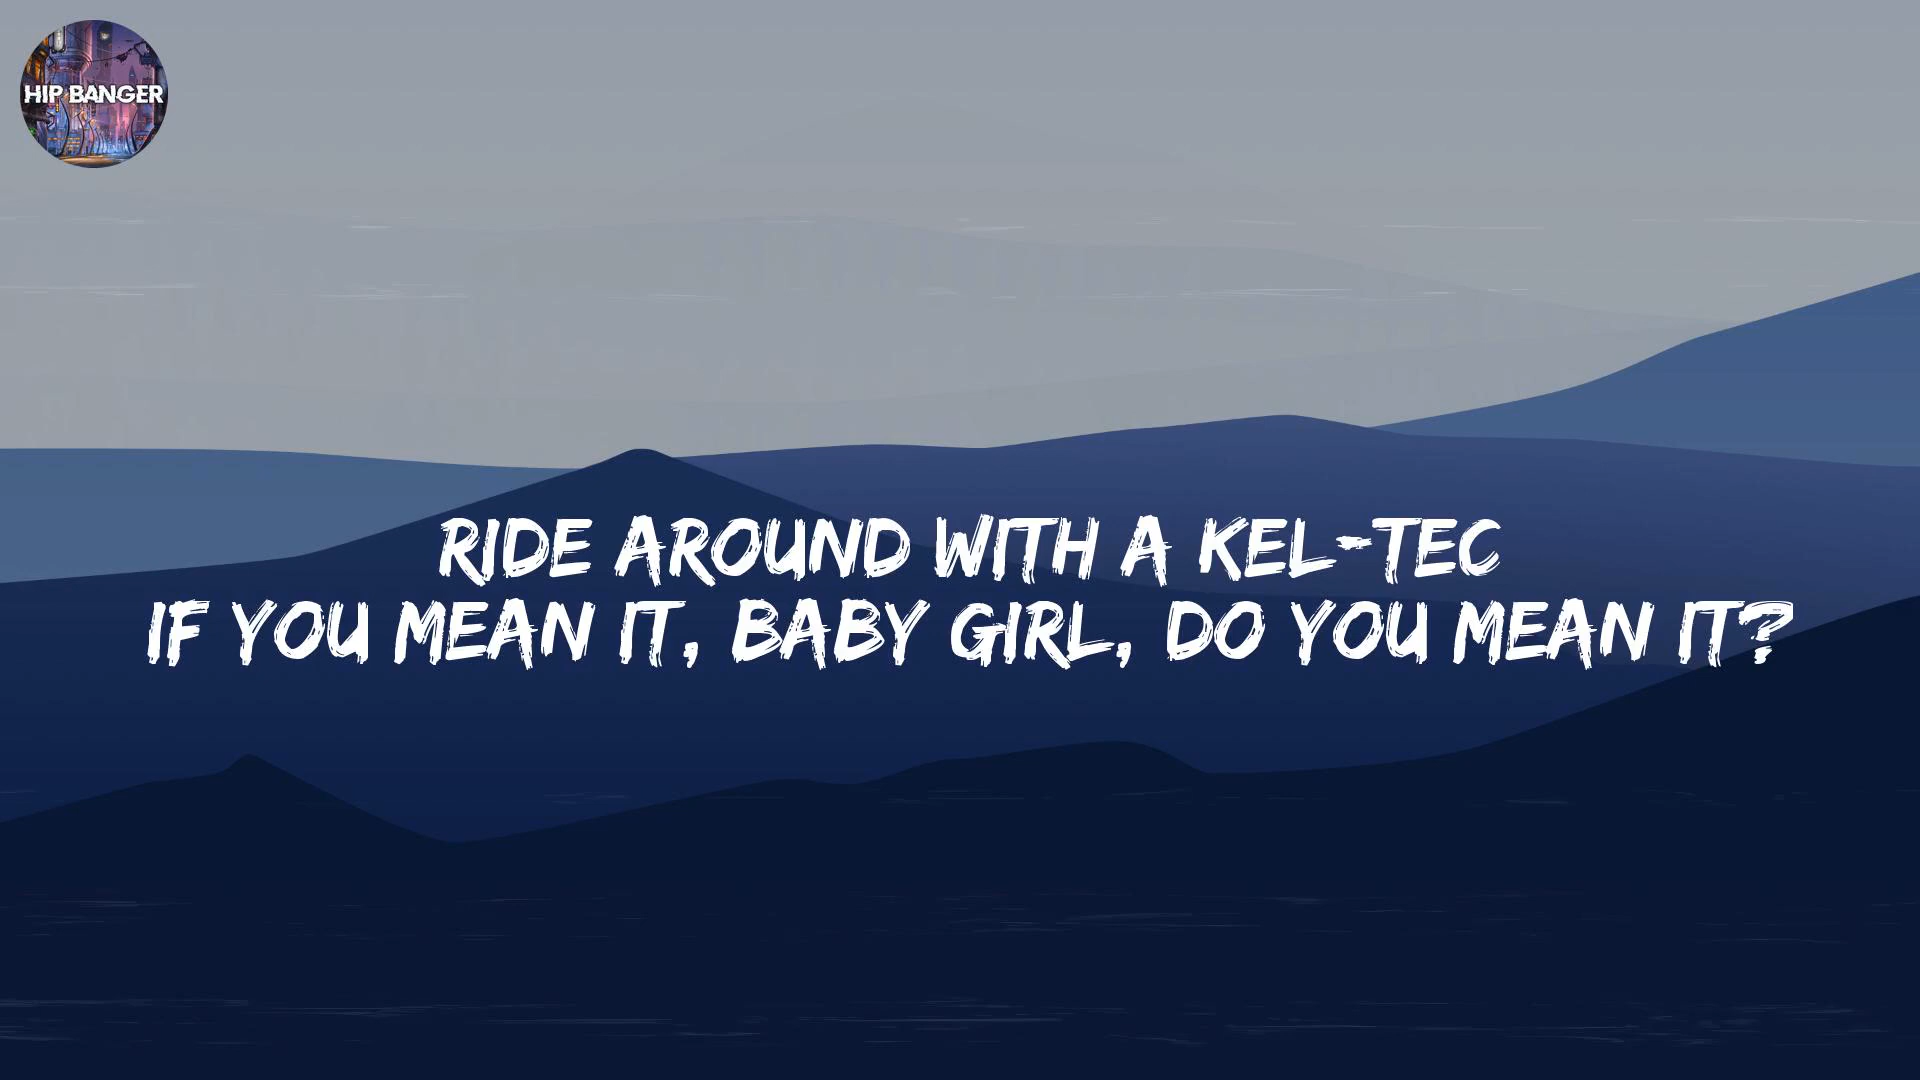 HIP BANGER
RIDE AROUND WITH A KEL-TEC
IF YOU MEAN IT, BABY GIRL, DO YOU MEAN IT?